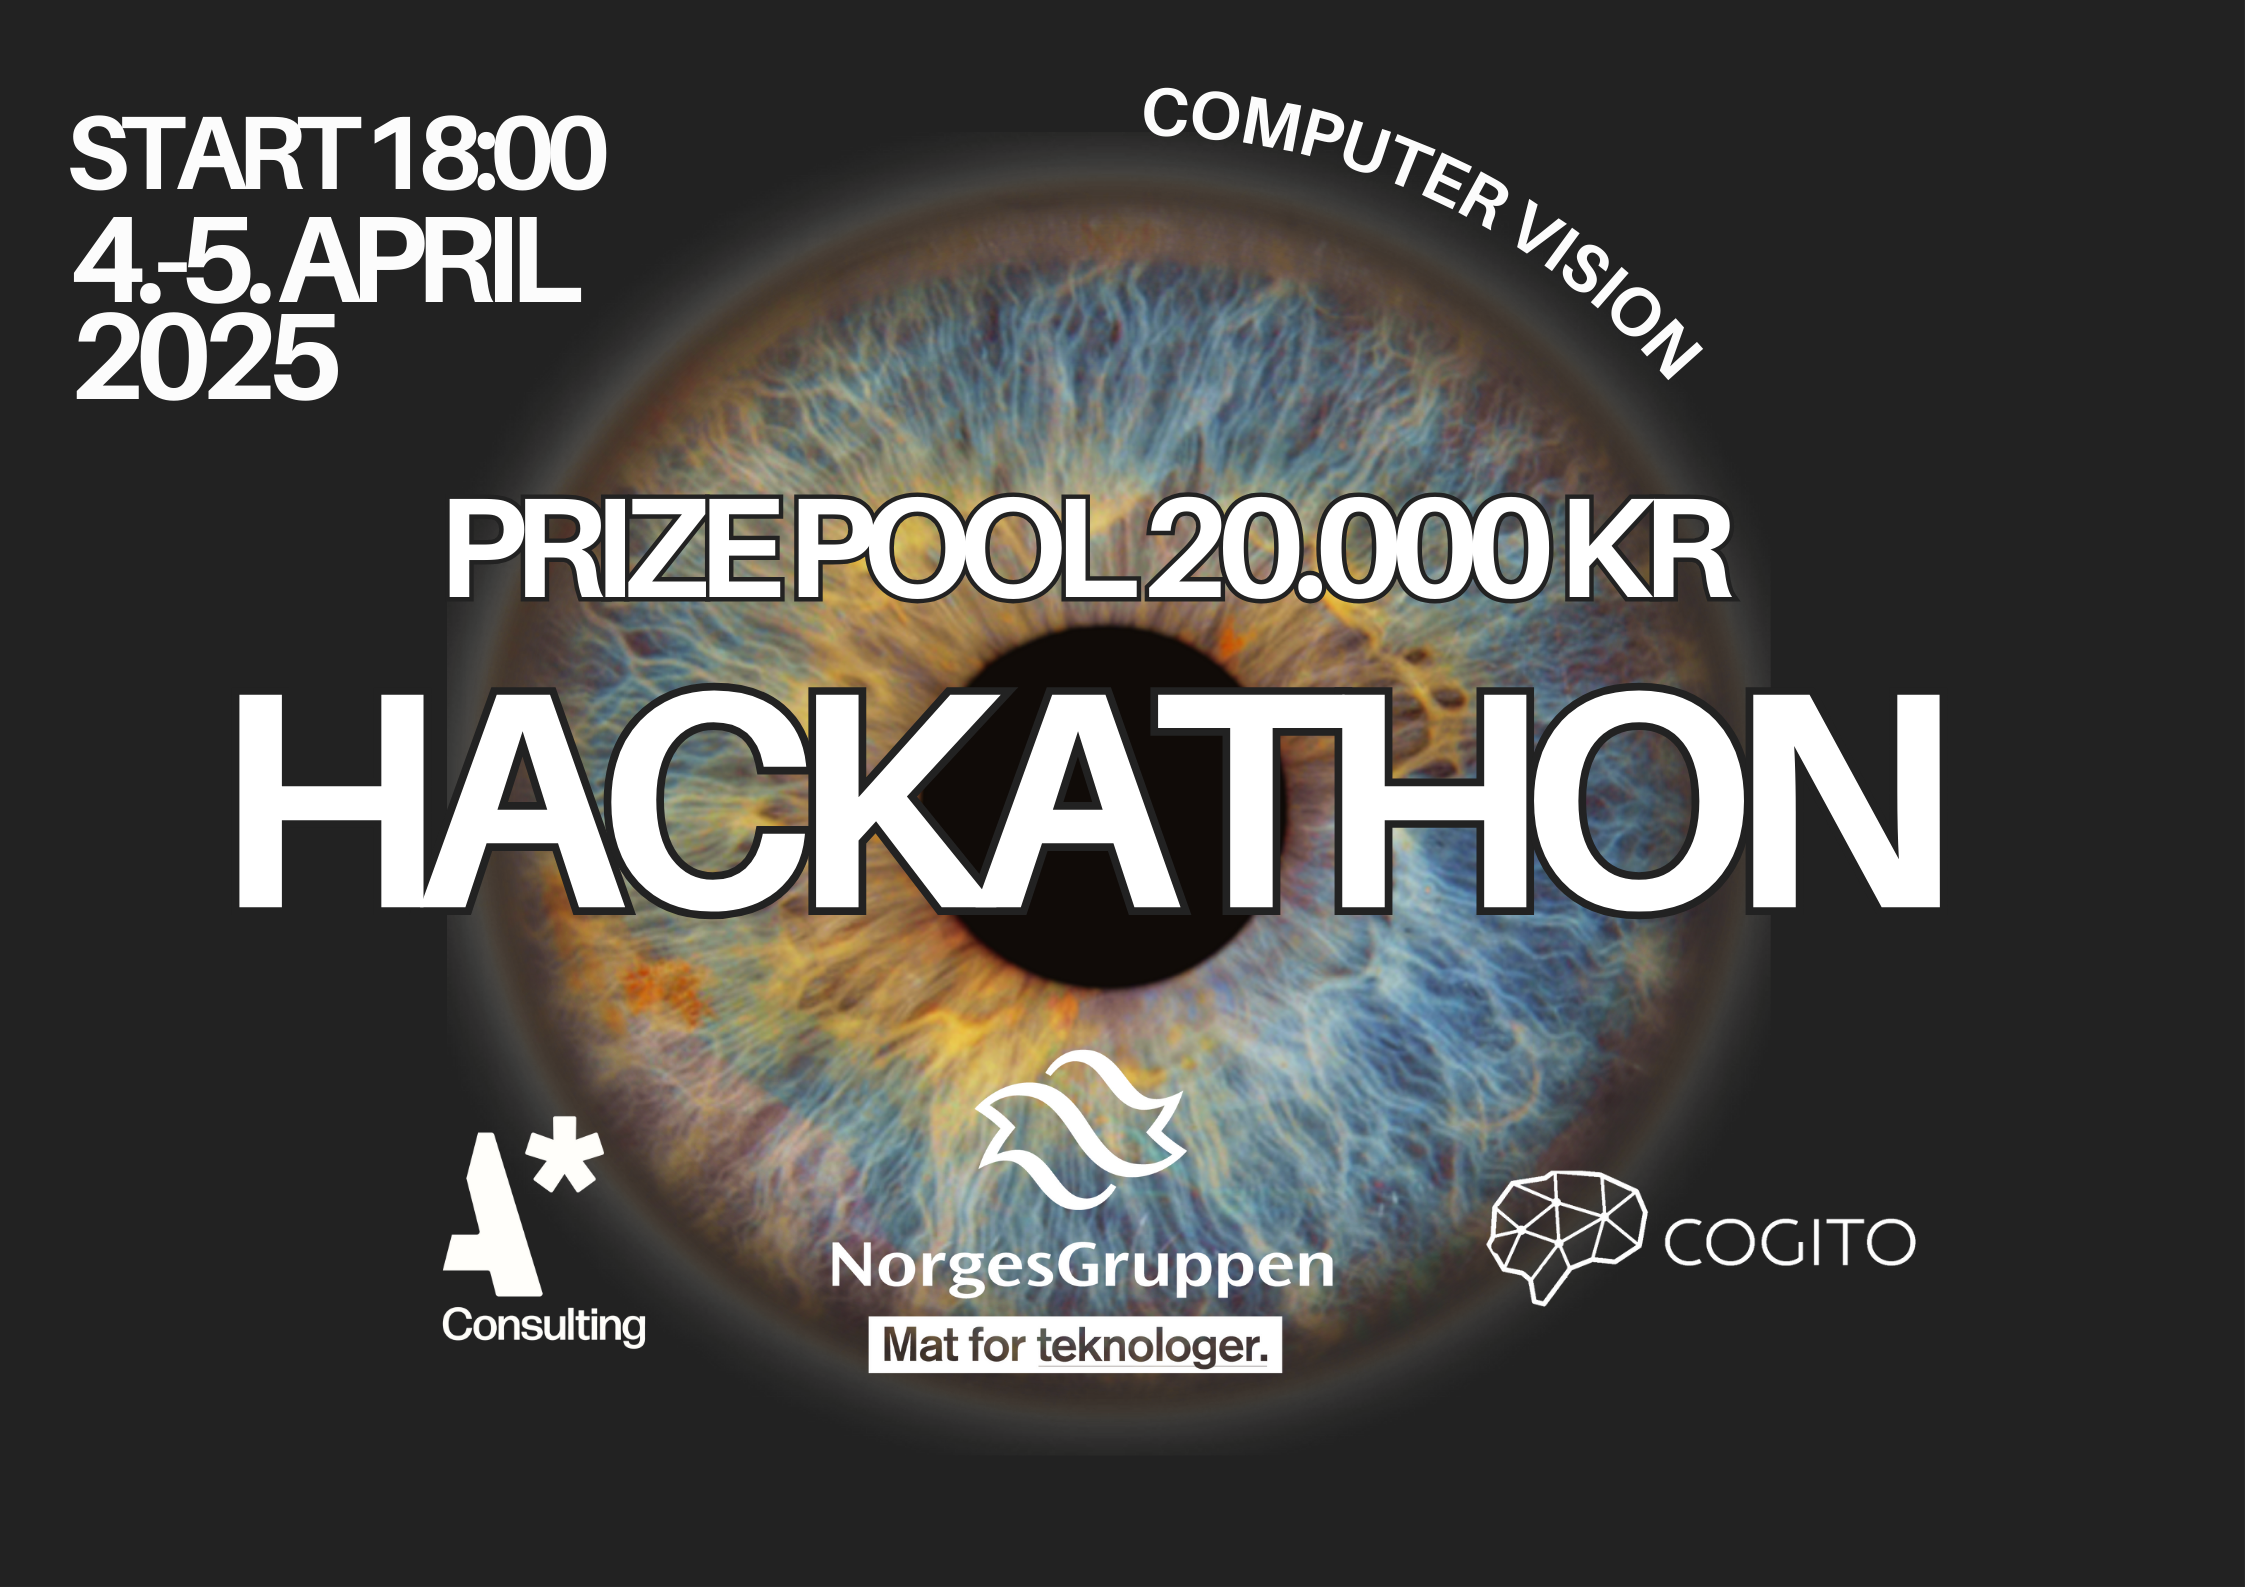 START 18:00
4.-5. APRIL
2025
COMPUTER VISION
PRIZE POOL 20.000 KR
HACKATHON
A*
Consulting
NorgesGruppen
Mat for teknologer.
COGITO